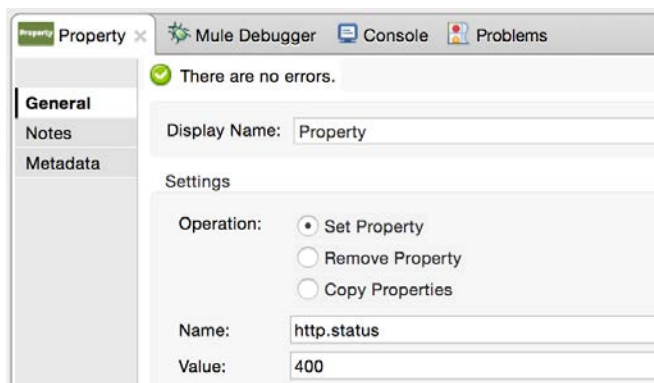 Property Property Mule Debugger Console Problems
There are no errors.
General
Notes
Metadata
Display Name: Property
Settings
Operation: Set Property
Remove Property
Copy Properties
Name: http.status
Value: 400